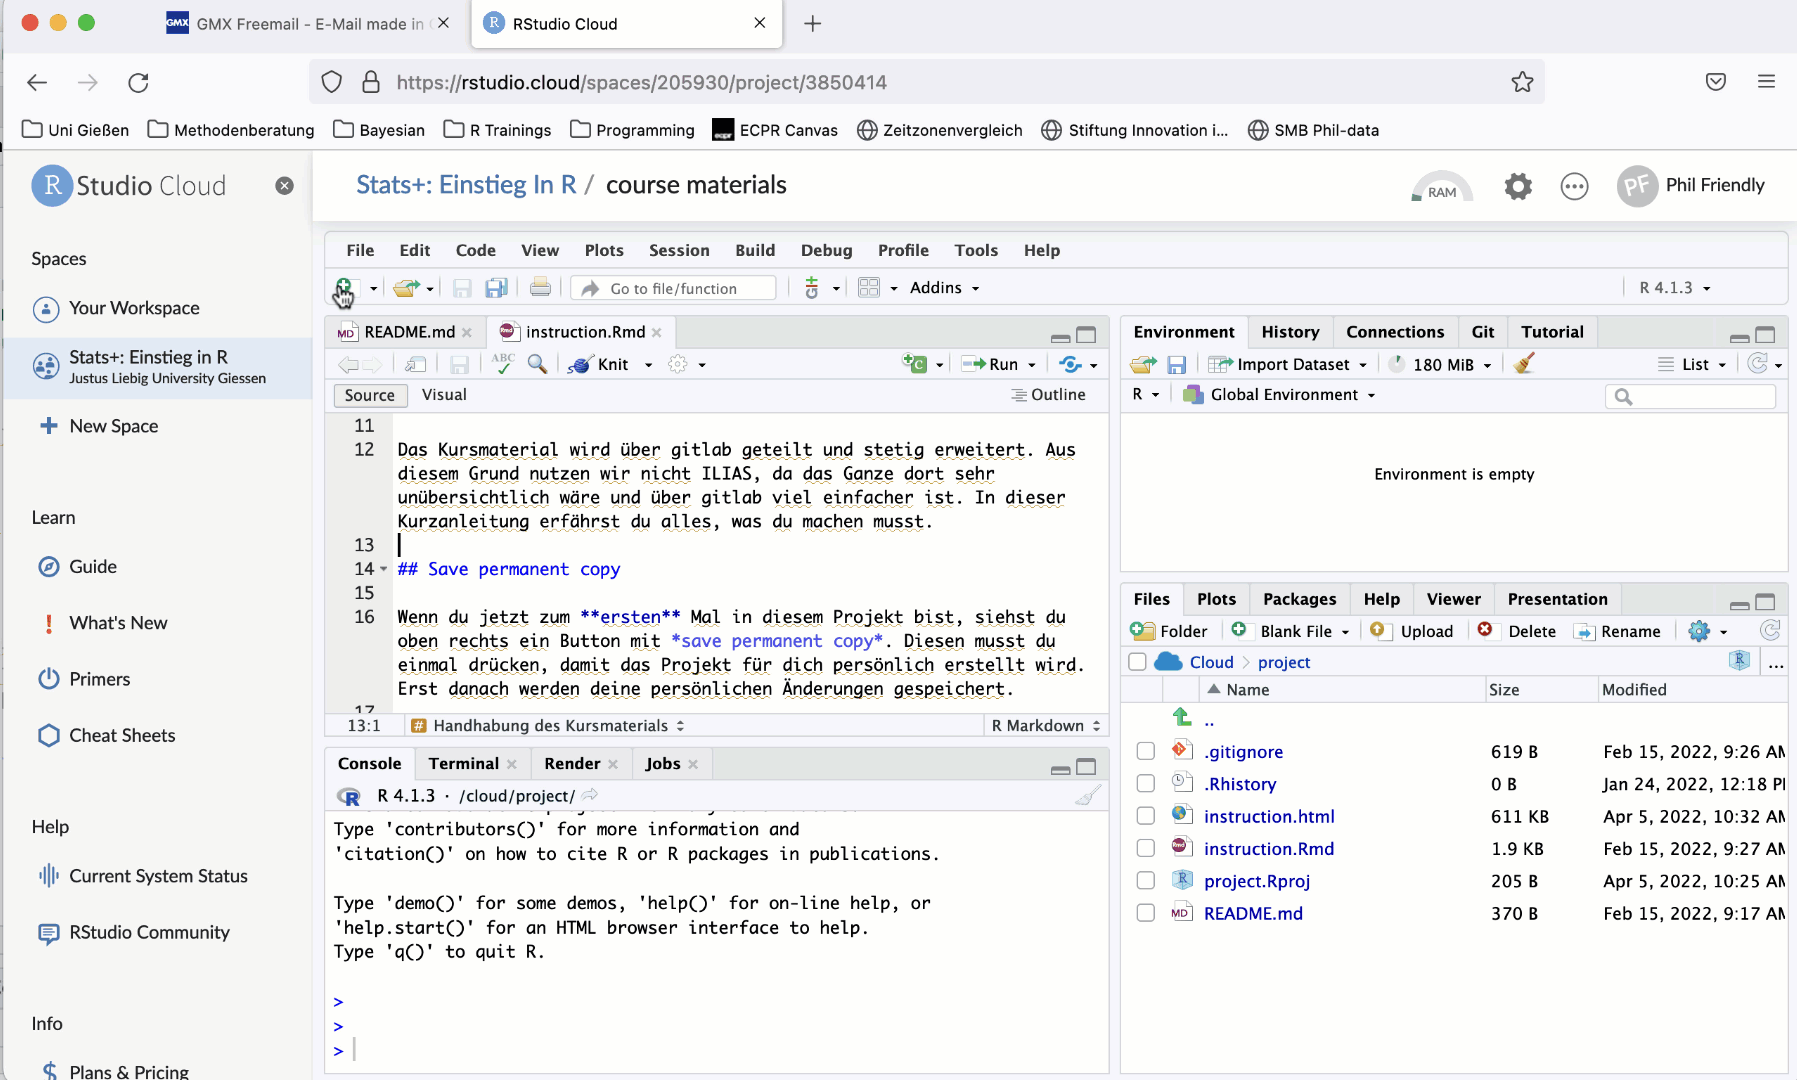 GMX Freemail - E-Mail made in
RStudio Cloud
https://rstudio.cloud/spaces/205930/project/3850414
Uni Gießen
Methodenberatung
Bayesian
R Trainings
Programming
ECPR Canvas
Zeitzonenvergleich
Stiftung Innovation i...
SMB Phil-data
R Studio Cloud
Stats+: Einstieg In R / course materials
RAM
PF Phil Friendly
Spaces
Your Workspace
Stats+: Einstieg in R
Justus Liebig University Giessen
New Space
Learn
Guide
What's New
Primers
Cheat Sheets
Help
Current System Status
RStudio Community
Info
Plans & Pricing
File Edit Code View Plots Session Build Debug Profile Tools Help
Go to file/function
Addins
R 4.1.3
README.md
instruction.Rmd
ABC
Knit
Run
Source
Visual
Outline
11
12 Das Kursmaterial wird über gitlab geteilt und stetig erweitert. Aus
diesem Grund nutzen wir nicht ILIAS, da das Ganze dort sehr
unübersichtlich wäre und über gitlab viel einfacher ist. In dieser
Kurzanleitung erfährst du alles, was du machen musst.
13
14 ## Save permanent copy
15
16 Wenn du jetzt zum **ersten** Mal in diesem Projekt bist, siehst du
oben rechts ein Button mit *save permanent copy*. Diesen musst du
einmal drücken, damit das Projekt für dich persönlich erstellt wird.
Erst danach werden deine persönlichen Änderungen gespeichert.
17
13:1
# Handhabung des Kursmaterials
R Markdown
Console Terminal Render Jobs
R 4.1.3 · /cloud/project/
Type 'contributors()' for more information and
'citation()' on how to cite R or R packages in publications.
Type 'demo()' for some demos, 'help()' for on-line help, or
'help.start()' for an HTML browser interface to help.
Type 'q()' to quit R.
>
>
>
Environment History Connections Git Tutorial
Import Dataset
180 MiB
List
R
Global Environment
Environment is empty
Files Plots Packages Help Viewer Presentation
Folder Blank File Upload Delete Rename
Cloud project
R
...
Name Size Modified
..
.gitignore 619 B Feb 15, 2022, 9:26 AM
.Rhistory 0 B Jan 24, 2022, 12:18 P
instruction.html 611 KB Apr 5, 2022, 10:32 AM
instruction.Rmd 1.9 KB Feb 15, 2022, 9:27 AM
project.Rproj 205 B Apr 5, 2022, 10:25 AM
MD README.md 370 B Feb 15, 2022, 9:17 AM